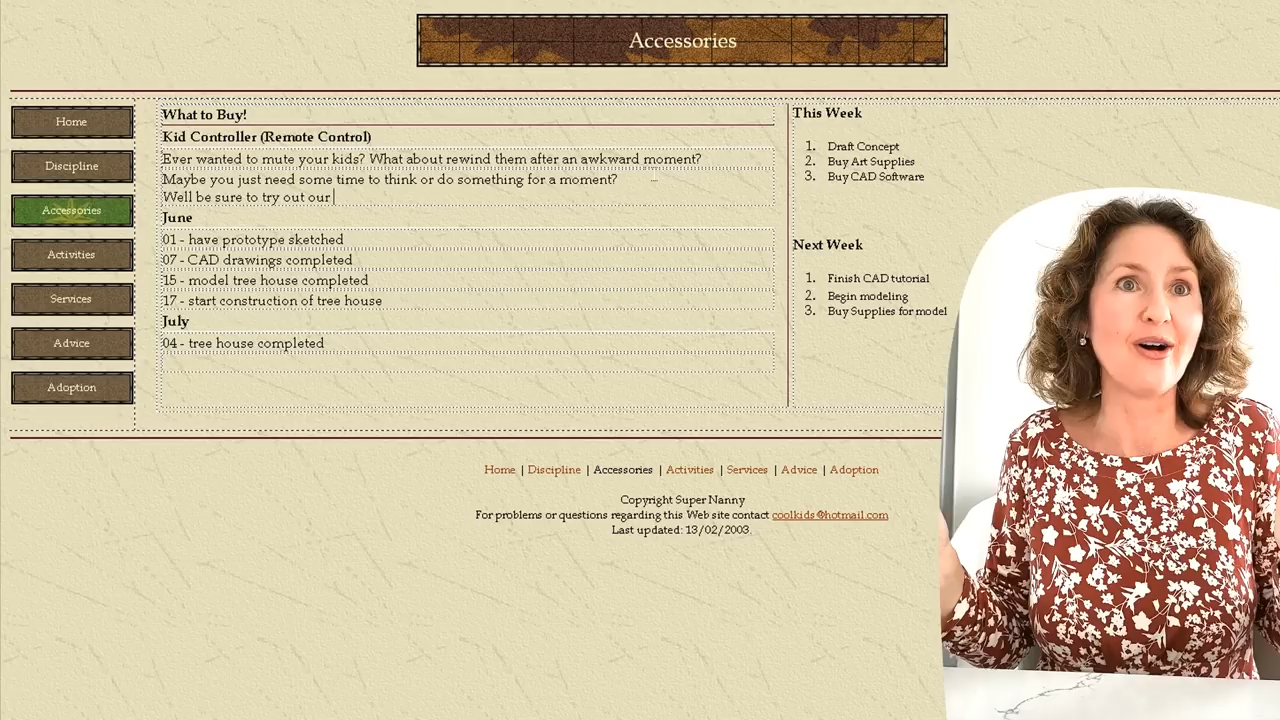 Accessories
Home
Discipline
Accessories
Activities
Services
Advice
Adoption
What to Buy!
Kid Controller (Remote Control)
Ever wanted to mute your kids? What about rewind them after an awkward moment?
Maybe you just need some time to think or do something for a moment?
Well be sure to try out our
June
01 - have prototype sketched
07 - CAD drawings completed
15 - model tree house completed
17 - start construction of tree house
July
04 - tree house completed
This Week
1. Draft Concept
2. Buy Art Supplies
3. Buy CAD Software
Next Week
1. Finish CAD tutorial
2. Begin modeling
3. Buy Supplies for model
Home | Discipline | Accessories | Activities | Services | Advice | Adoption
Copyright Super Nanny
For problems or questions regarding this Web site contact coolkids@hotmail.com
Last updated: 13/02/2003.